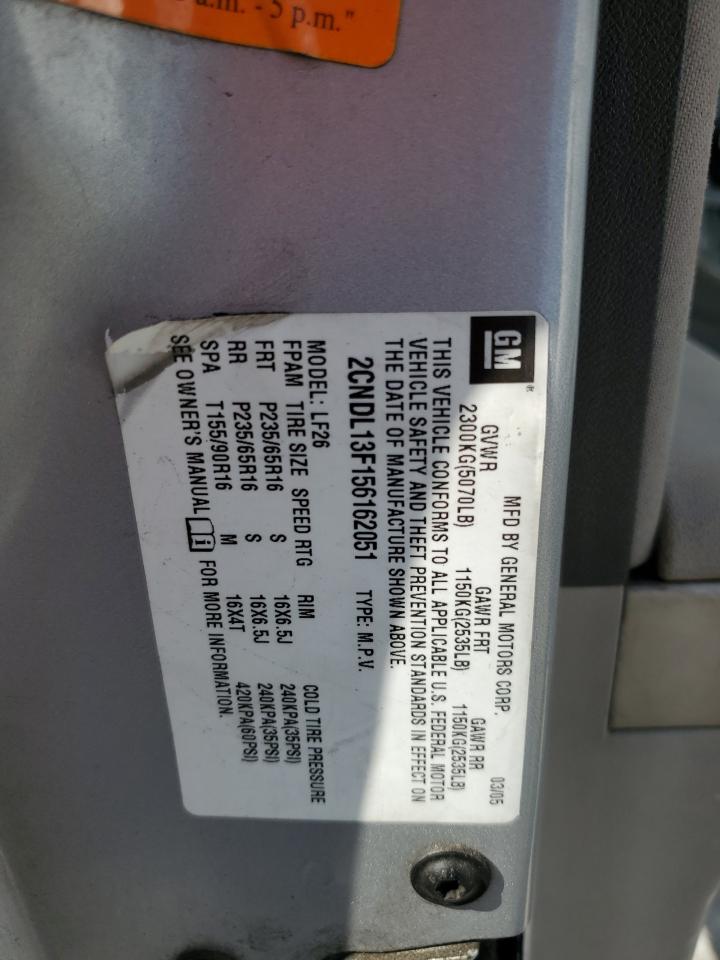 a.m. - 5 p.m."
GM
MFD BY GENERAL MOTORS CORP. 03/05
GVWR GAWR FRT GAWR RR
2300KG(5070LB) 1150KG(2535LB) 1150KG(2535LB)
THIS VEHICLE CONFORMS TO ALL APPLICABLE U.S. FEDERAL MOTOR
VEHICLE SAFETY AND THEFT PREVENTION STANDARDS IN EFFECT ON
THE DATE OF MANUFACTURE SHOWN ABOVE.
2CNDL13F156162051 TYPE: M.P.V.
MODEL: LF26
FPAM TIRE SIZE SPEED RTG RIM COLD TIRE PRESSURE
FRT P235/65R16 S 16X6.5J 240KPA(35PSI)
RR P235/65R16 S 16X6.5J 240KPA(35PSI)
SPA T155/90R16 M 16X4T 420KPA(60PSI)
SEE OWNER'S MANUAL i FOR MORE INFORMATION.